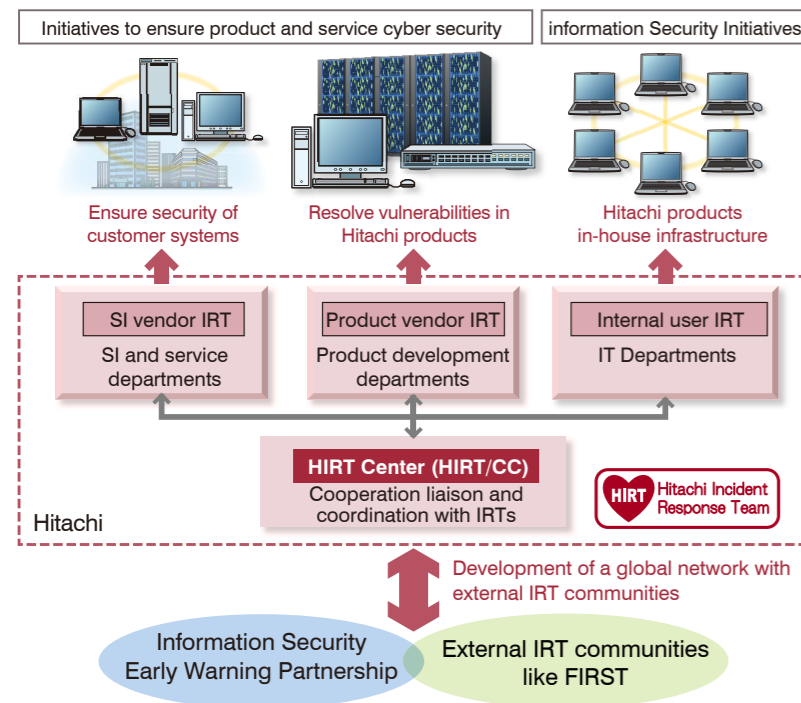 Initiatives to ensure product and service cyber security
information Security Initiatives
Ensure security of
customer systems
Resolve vulnerabilities in
Hitachi products
Hitachi products
in-house infrastructure
SI vendor IRT
SI and service
departments
Product vendor IRT
Product development
departments
Internal user IRT
IT Departments
HIRT Center (HIRT/CC)
Cooperation liaison and
coordination with IRTs
HIRT
Hitachi Incident
Response Team
Hitachi
Development of a global network with
external IRT communities
Information Security
Early Warning Partnership
External IRT communities
like FIRST